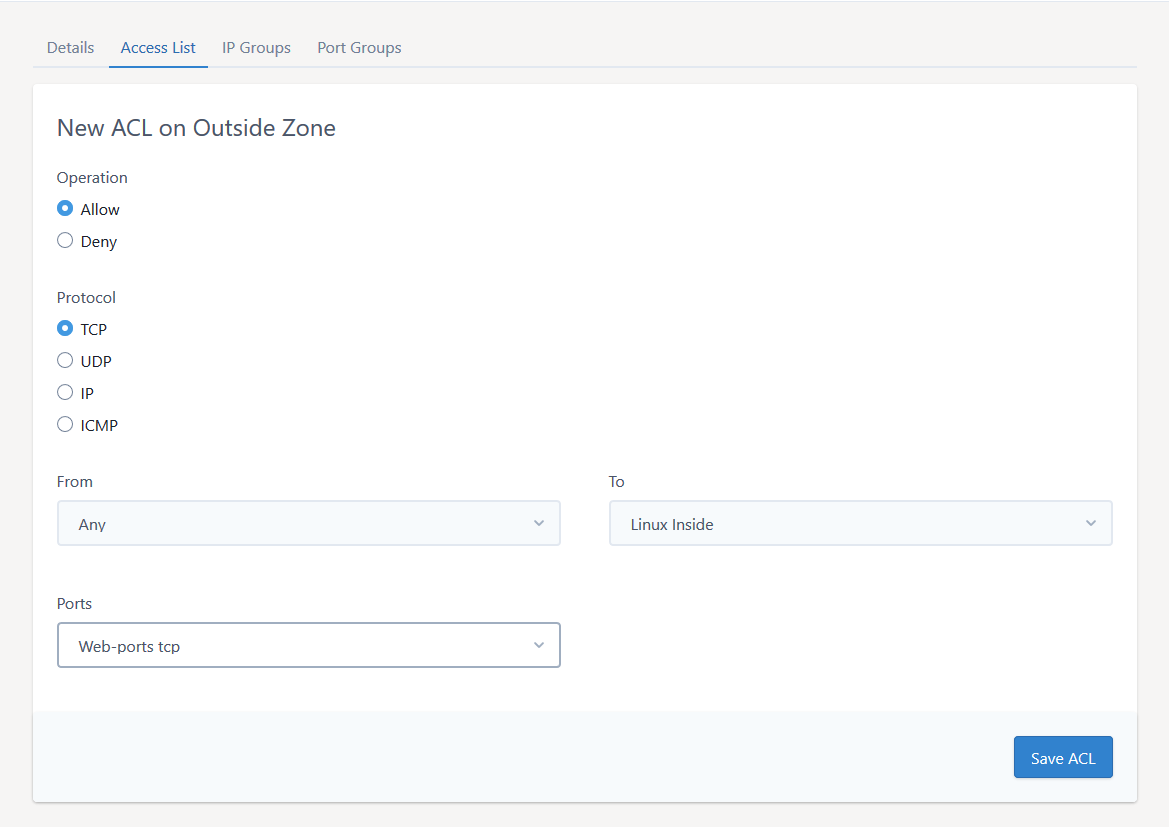 Details Access List IP Groups Port Groups
New ACL on Outside Zone
Operation
Allow
Deny
Protocol
TCP
UDP
IP
ICMP
From To
Any Linux Inside
Ports
Web-ports tcp
Save ACL